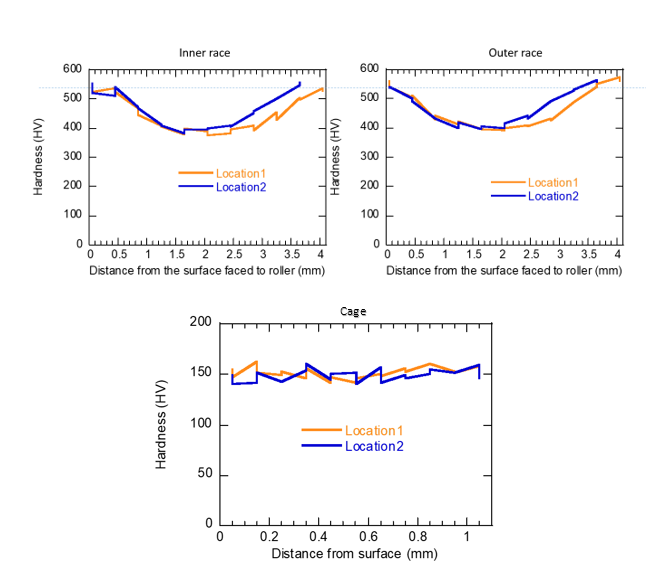 Inner race
600
500
400
300
200
100
0
Hardness (HV)
Location1
Location2
0 0.5 1 1.5 2 2.5 3 3.5 4
Distance from the surface faced to roller (mm)
Outer race
600
500
400
300
200
100
0
Hardness (HV)
Location1
Location2
0 0.5 1 1.5 2 2.5 3 3.5 4
Distance from the surface faced to roller (mm)
Cage
200
150
100
50
0
Hardness (HV)
Location1
Location2
0 0.2 0.4 0.6 0.8 1
Distance from surface (mm)